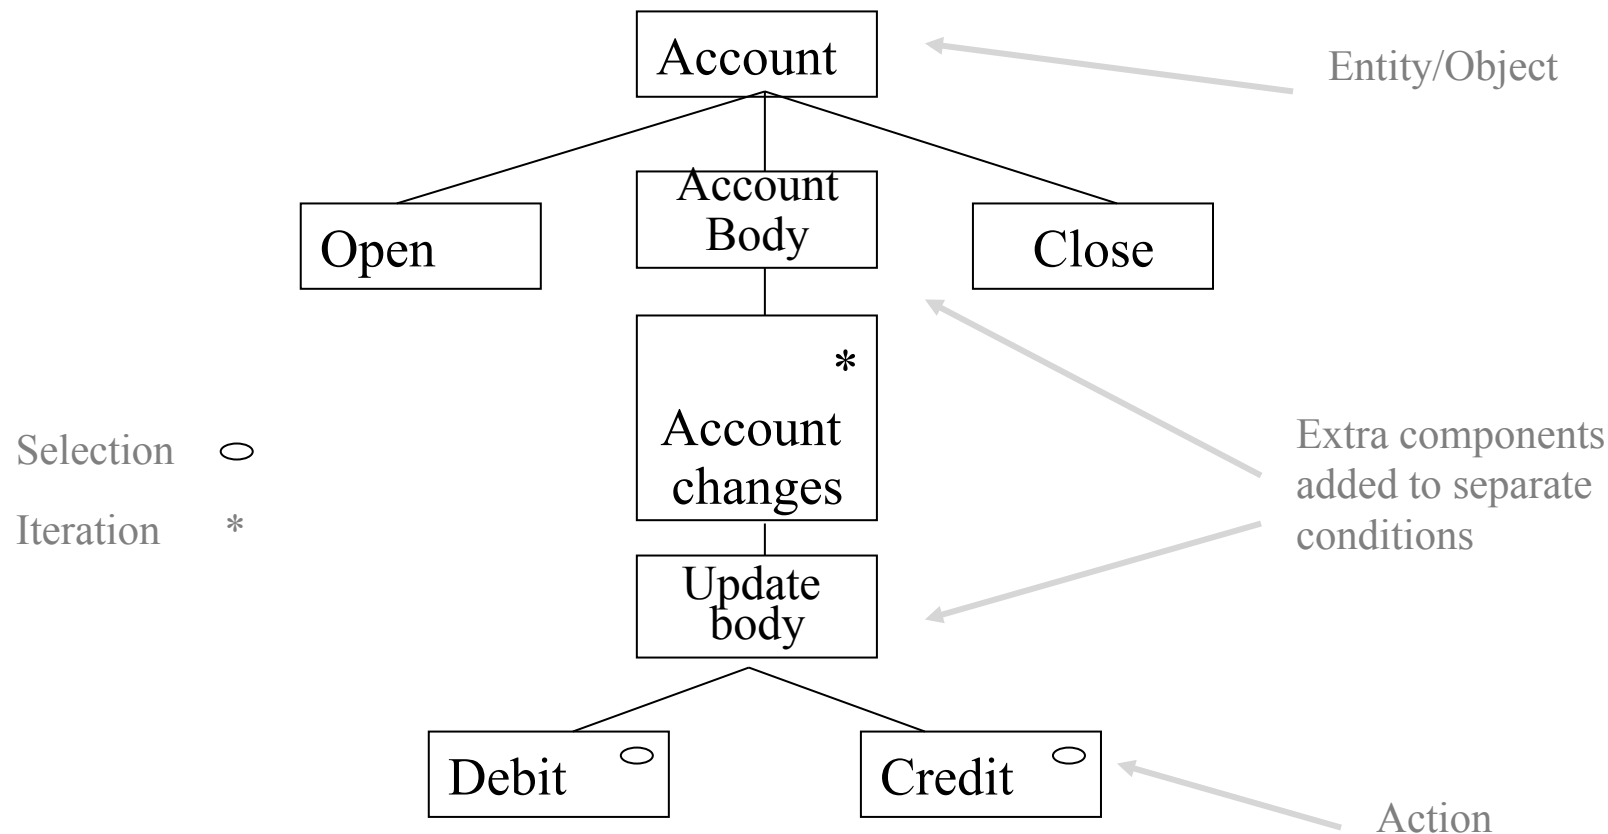 Account
Entity/Object
Account
Body
Open
Close
*
Account
changes
Selection
Iteration *
Extra components
added to separate
conditions
Update
body
Debit
Credit
Action